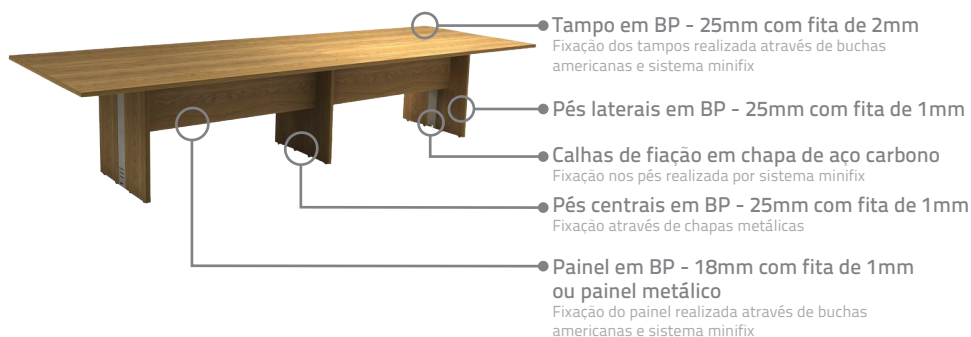 Tampo em BP - 25mm com fita de 2mm
Fixação dos tampos realizada através de buchas
americanas e sistema minifix
Pés laterais em BP - 25mm com fita de 1mm
Calhas de fiação em chapa de aço carbono
Fixação nos pés realizada por sistema minifix
Pés centrais em BP - 25mm com fita de 1mm
Fixação através de chapas metálicas
Painel em BP - 18mm com fita de 1mm
ou painel metálico
Fixação do painel realizada através de buchas
americanas e sistema minifix